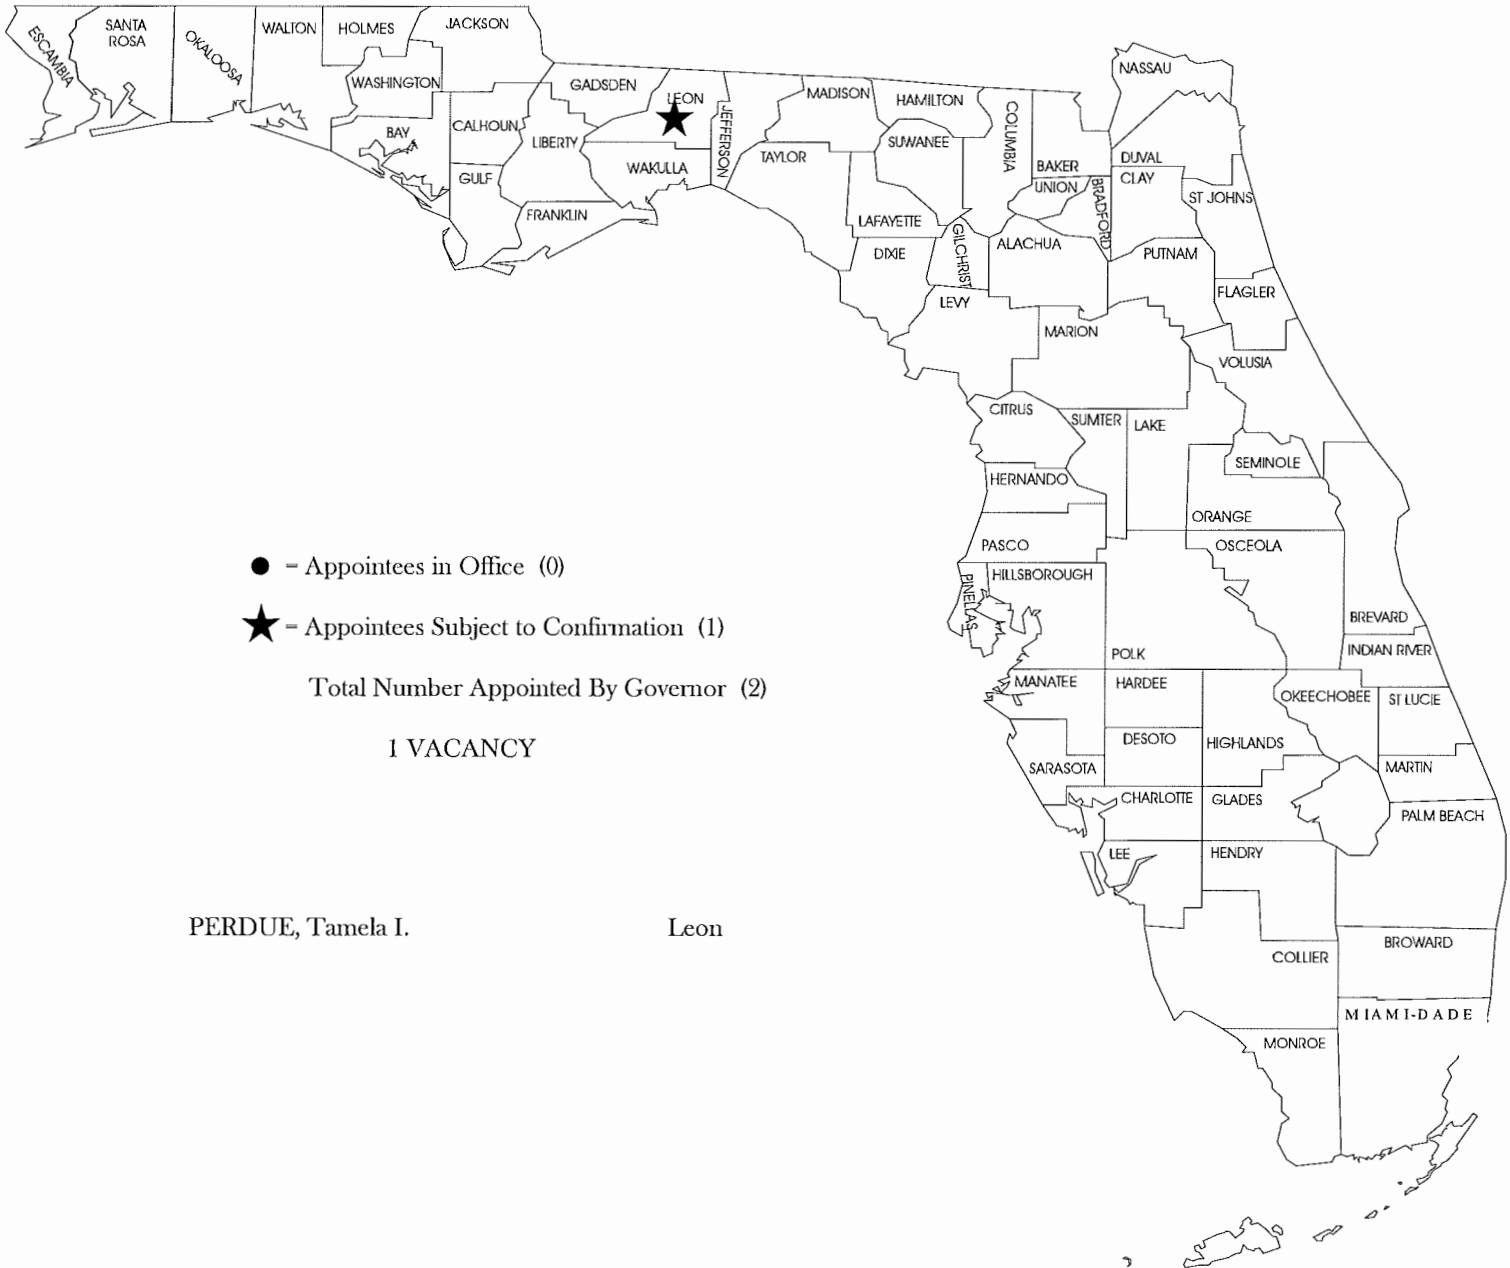 ESCAMBIA
SANTA
ROSA
OKALOOSA
WALTON
HOLMES
JACKSON
WASHINGTON
BAY
CALHOUN
GULF
GADSDEN
LIBERTY
FRANKLIN
LEON
WAKULLA
JEFFERSON
MADISON
TAYLOR
HAMILTON
SUWANEE
LAFAYETTE
DIXIE
COLUMBIA
GILCHRIST
BAKER
UNION
BRADFORD
ALACHUA
LEVY
NASSAU
DUVAL
CLAY
ST JOHNS
PUTNAM
FLAGLER
MARION
VOLUSIA
CITRUS
SUMTER
LAKE
SEMINOLE
HERNANDO
ORANGE
PASCO
OSCEOLA
PINELLAS
HILLSBOROUGH
POLK
BREVARD
INDIAN RIVER
MANATEE
HARDEE
OKEECHOBEE
ST LUCIE
DESOTO
HIGHLANDS
SARASOTA
MARTIN
CHARLOTTE
GLADES
PALM BEACH
LEE
HENDRY
COLLIER
BROWARD
MIAMI-DADE
MONROE
= Appointees in Office (0)
= Appointees Subject to Confirmation (1)
Total Number Appointed By Governor (2)
1 VACANCY
PERDUE, Tamela I. Leon